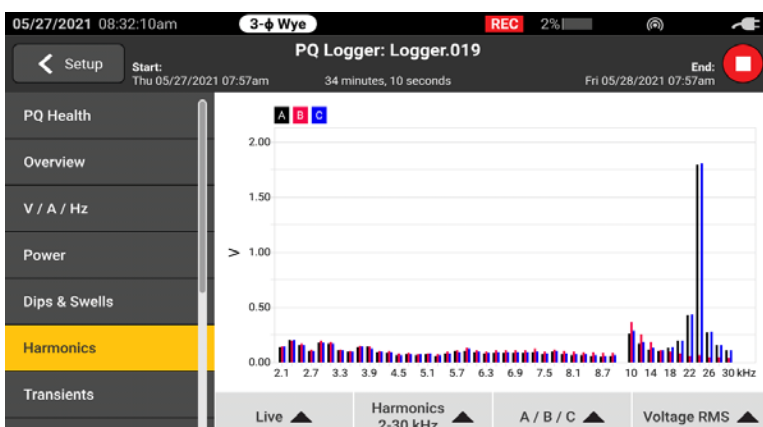 05/27/2021 08:32:10am 3-ϕ Wye REC 2%
Setup
PQ Logger: Logger.019
Start:
Thu 05/27/2021 07:57am
34 minutes, 10 seconds
End:
Fri 05/28/2021 07:57am
PQ Health
Overview
V / A / Hz
Power
Dips & Swells
Harmonics
Transients
A B C
2.00
1.50
V 1.00
0.50
0.00
2.1 2.7 3.3 3.9 4.5 5.1 5.7 6.3 6.9 7.5 8.1 8.7 10 14 18 22 26 30 kHz
Live
Harmonics
2-30 kHz
A / B / C
Voltage RMS